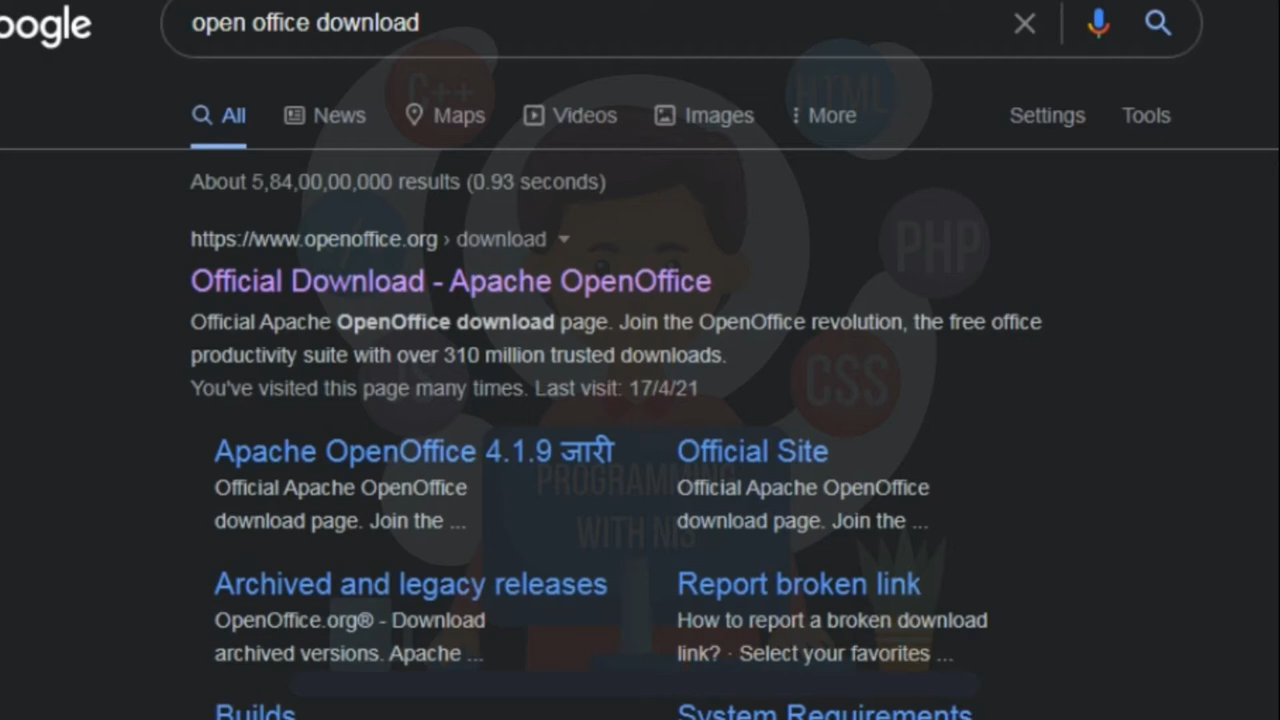 oogle
open office download
All News Maps Videos Images More Settings Tools
About 5,84,00,00,000 results (0.93 seconds)
https://www.openoffice.org › download
Official Download - Apache OpenOffice
Official Apache OpenOffice download page. Join the OpenOffice revolution, the free office
productivity suite with over 310 million trusted downloads.
You've visited this page many times. Last visit: 17/4/21
Apache OpenOffice 4.1.9 जारी
Official Apache OpenOffice
download page. Join the ...
Official Site
Official Apache OpenOffice
download page. Join the ...
Archived and legacy releases
OpenOffice.org® - Download
archived versions. Apache ...
Report broken link
How to report a broken download
link? · Select your favorites ...
Builds
System Requirements
C++
HTML
PHP
CSS
JS
PROGRAMMING
WITH NIS